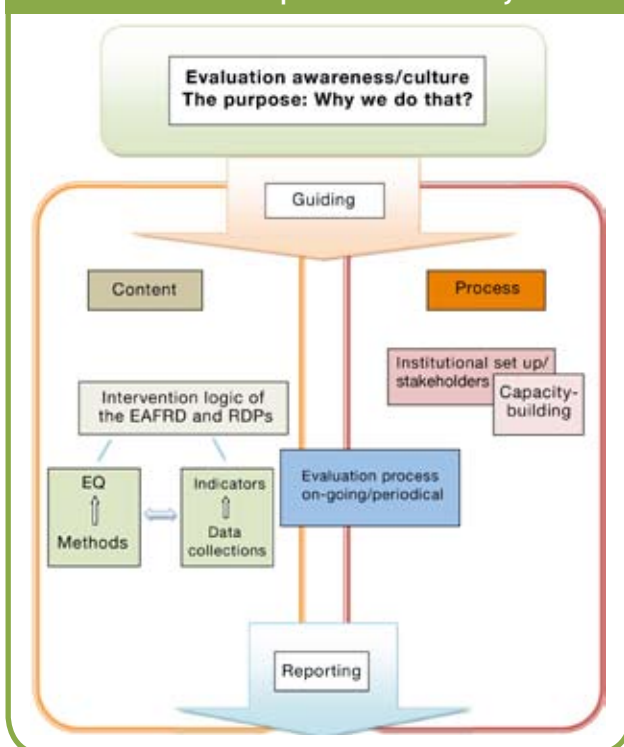 Evaluation awareness/culture
The purpose: Why we do that?
Guiding
Content
Process
Institutional set up/
stakeholders
Capacity-
building
Intervention logic of
the EAFRD and RDPs
EQ
Methods
Indicators
Data
collections
Evaluation process
on-going/periodical
Reporting